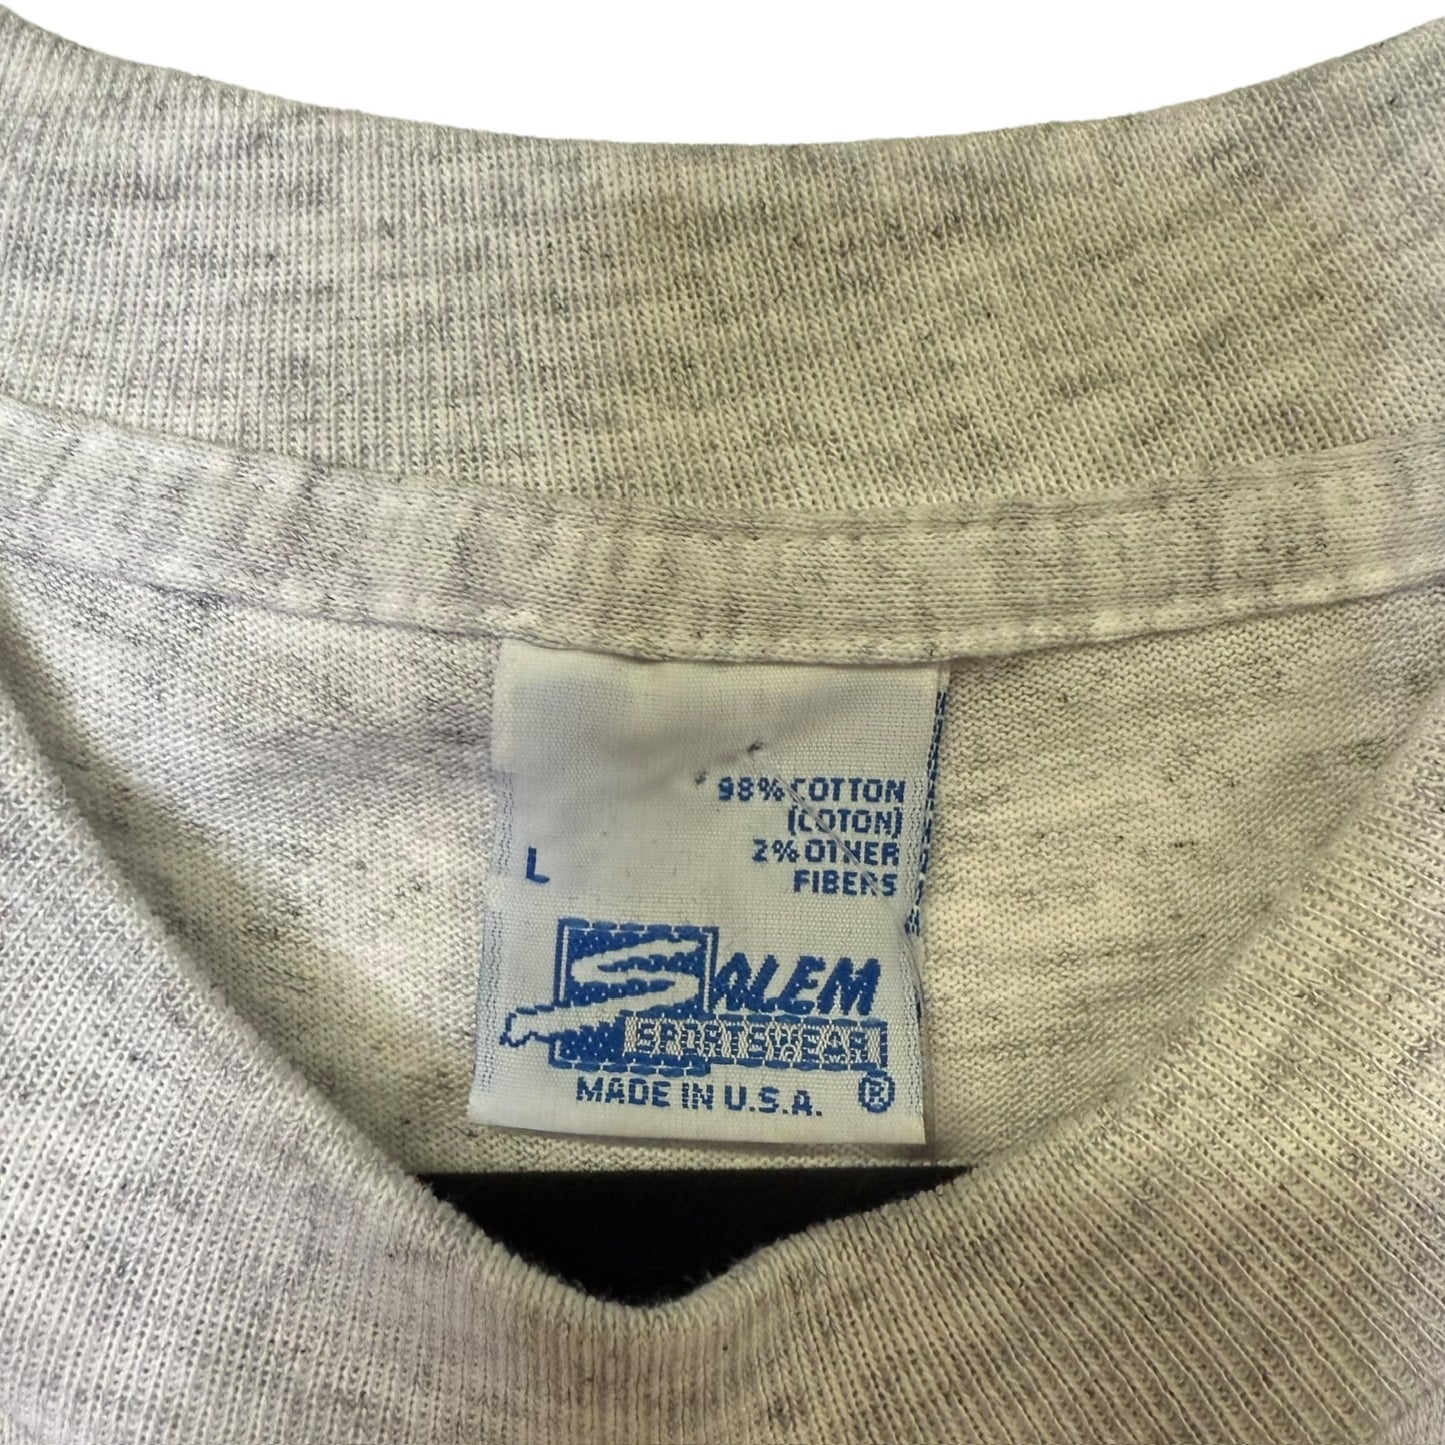 98% COTTON
(COTON)
2% OTHER
FIBERS
L
SALEM
SPORTSWEAR
MADE IN U.S.A. ®